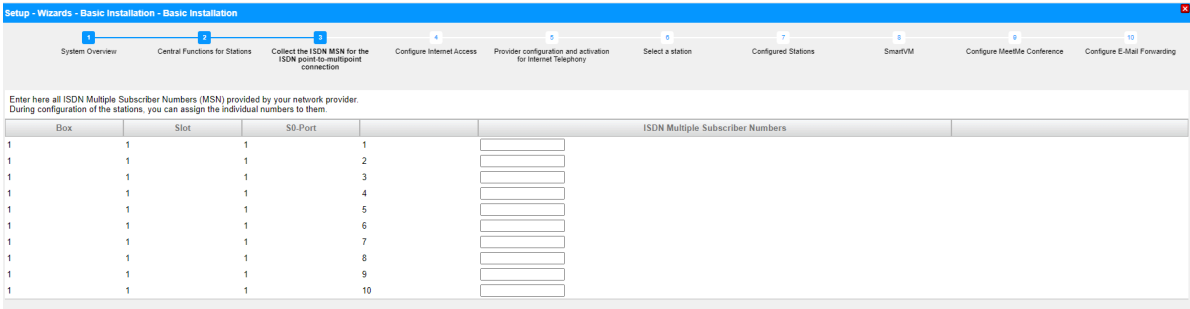 Setup - Wizards - Basic Installation - Basic Installation
1 2 3 4 5 6 7 8 9 10
System Overview
Central Functions for Stations
Collect the ISDN MSN for the
ISDN point-to-multipoint
connection
Configure Internet Access
Provider configuration and activation
for Internet Telephony
Select a station
Configured Stations
SmartVM
Configure MeetMe Conference
Configure E-Mail Forwarding
Enter here all ISDN Multiple Subscriber Numbers (MSN) provided by your network provider.
During configuration of the stations, you can assign the individual numbers to them.
Box Slot S0-Port ISDN Multiple Subscriber Numbers
1 1 1 1
1 1 1 2
1 1 1 3
1 1 1 4
1 1 1 5
1 1 1 6
1 1 1 7
1 1 1 8
1 1 1 9
1 1 1 10